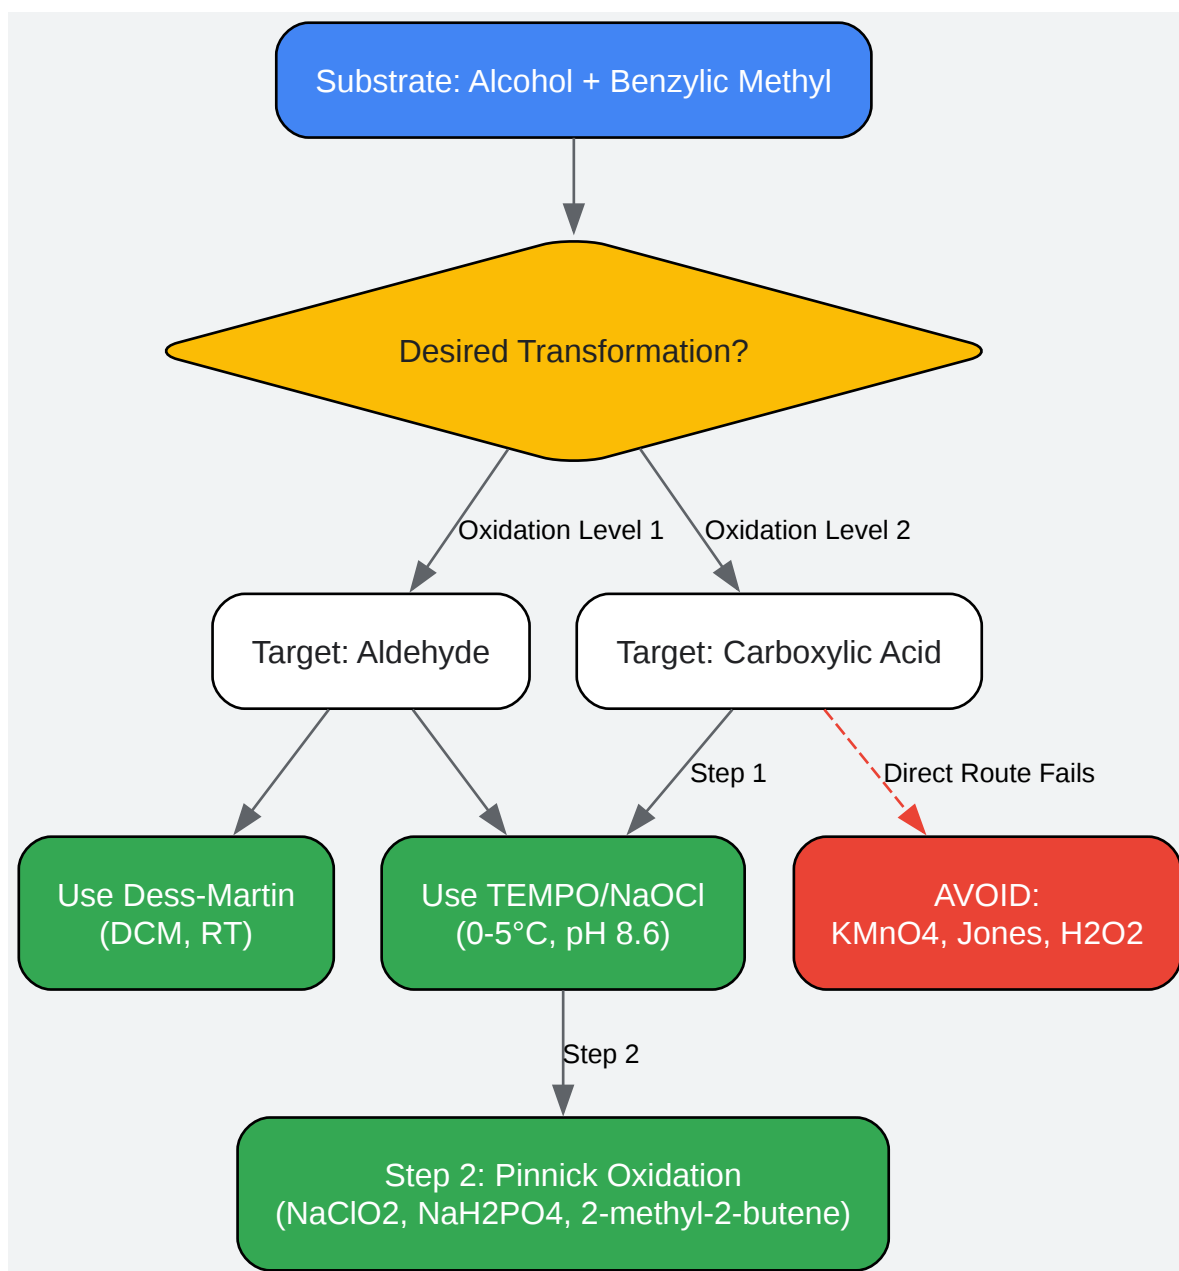 Substrate: Alcohol + Benzylic Methyl
Desired Transformation?
Oxidation Level 1
Oxidation Level 2
Target: Aldehyde
Target: Carboxylic Acid
Step 1
Direct Route Fails
Use Dess-Martin
(DCM, RT)
Use TEMPO/NaOCl
(0-5°C, pH 8.6)
AVOID:
KMnO4, Jones, H2O2
Step 2
Step 2: Pinnick Oxidation
(NaClO2, NaH2PO4, 2-methyl-2-butene)